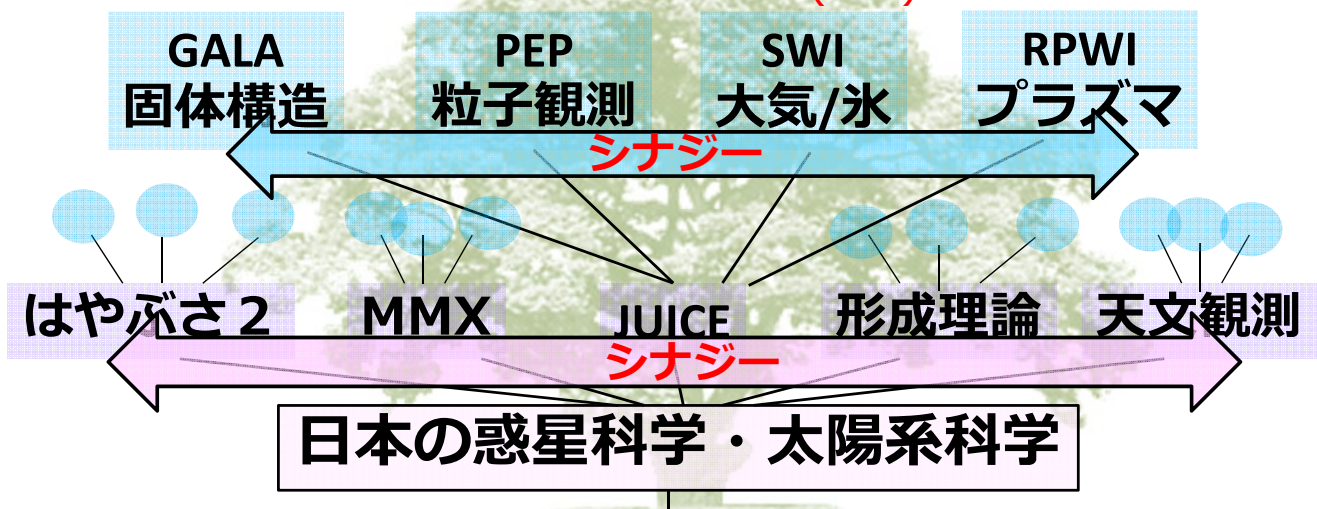 GALA
固体構造
PEP
粒子観測
SWI
大気/氷
RPWI
プラズマ
シナジー
はやぶさ２
MMX
JUICE
形成理論
天文観測
シナジー
日本の惑星科学・太陽系科学